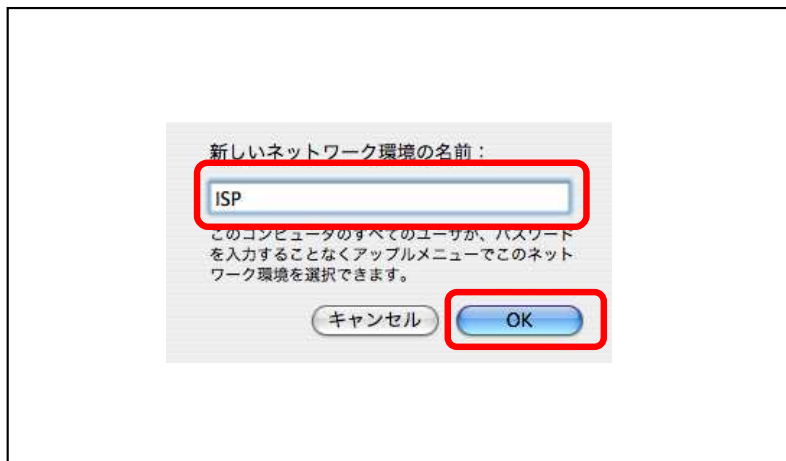 新しいネットワーク環境の名前：
ISP
このコンピュータのすべてのユーザが、パスワード
を入力することなくアップルメニューでこのネット
ワーク環境を選択できます。
キャンセル OK